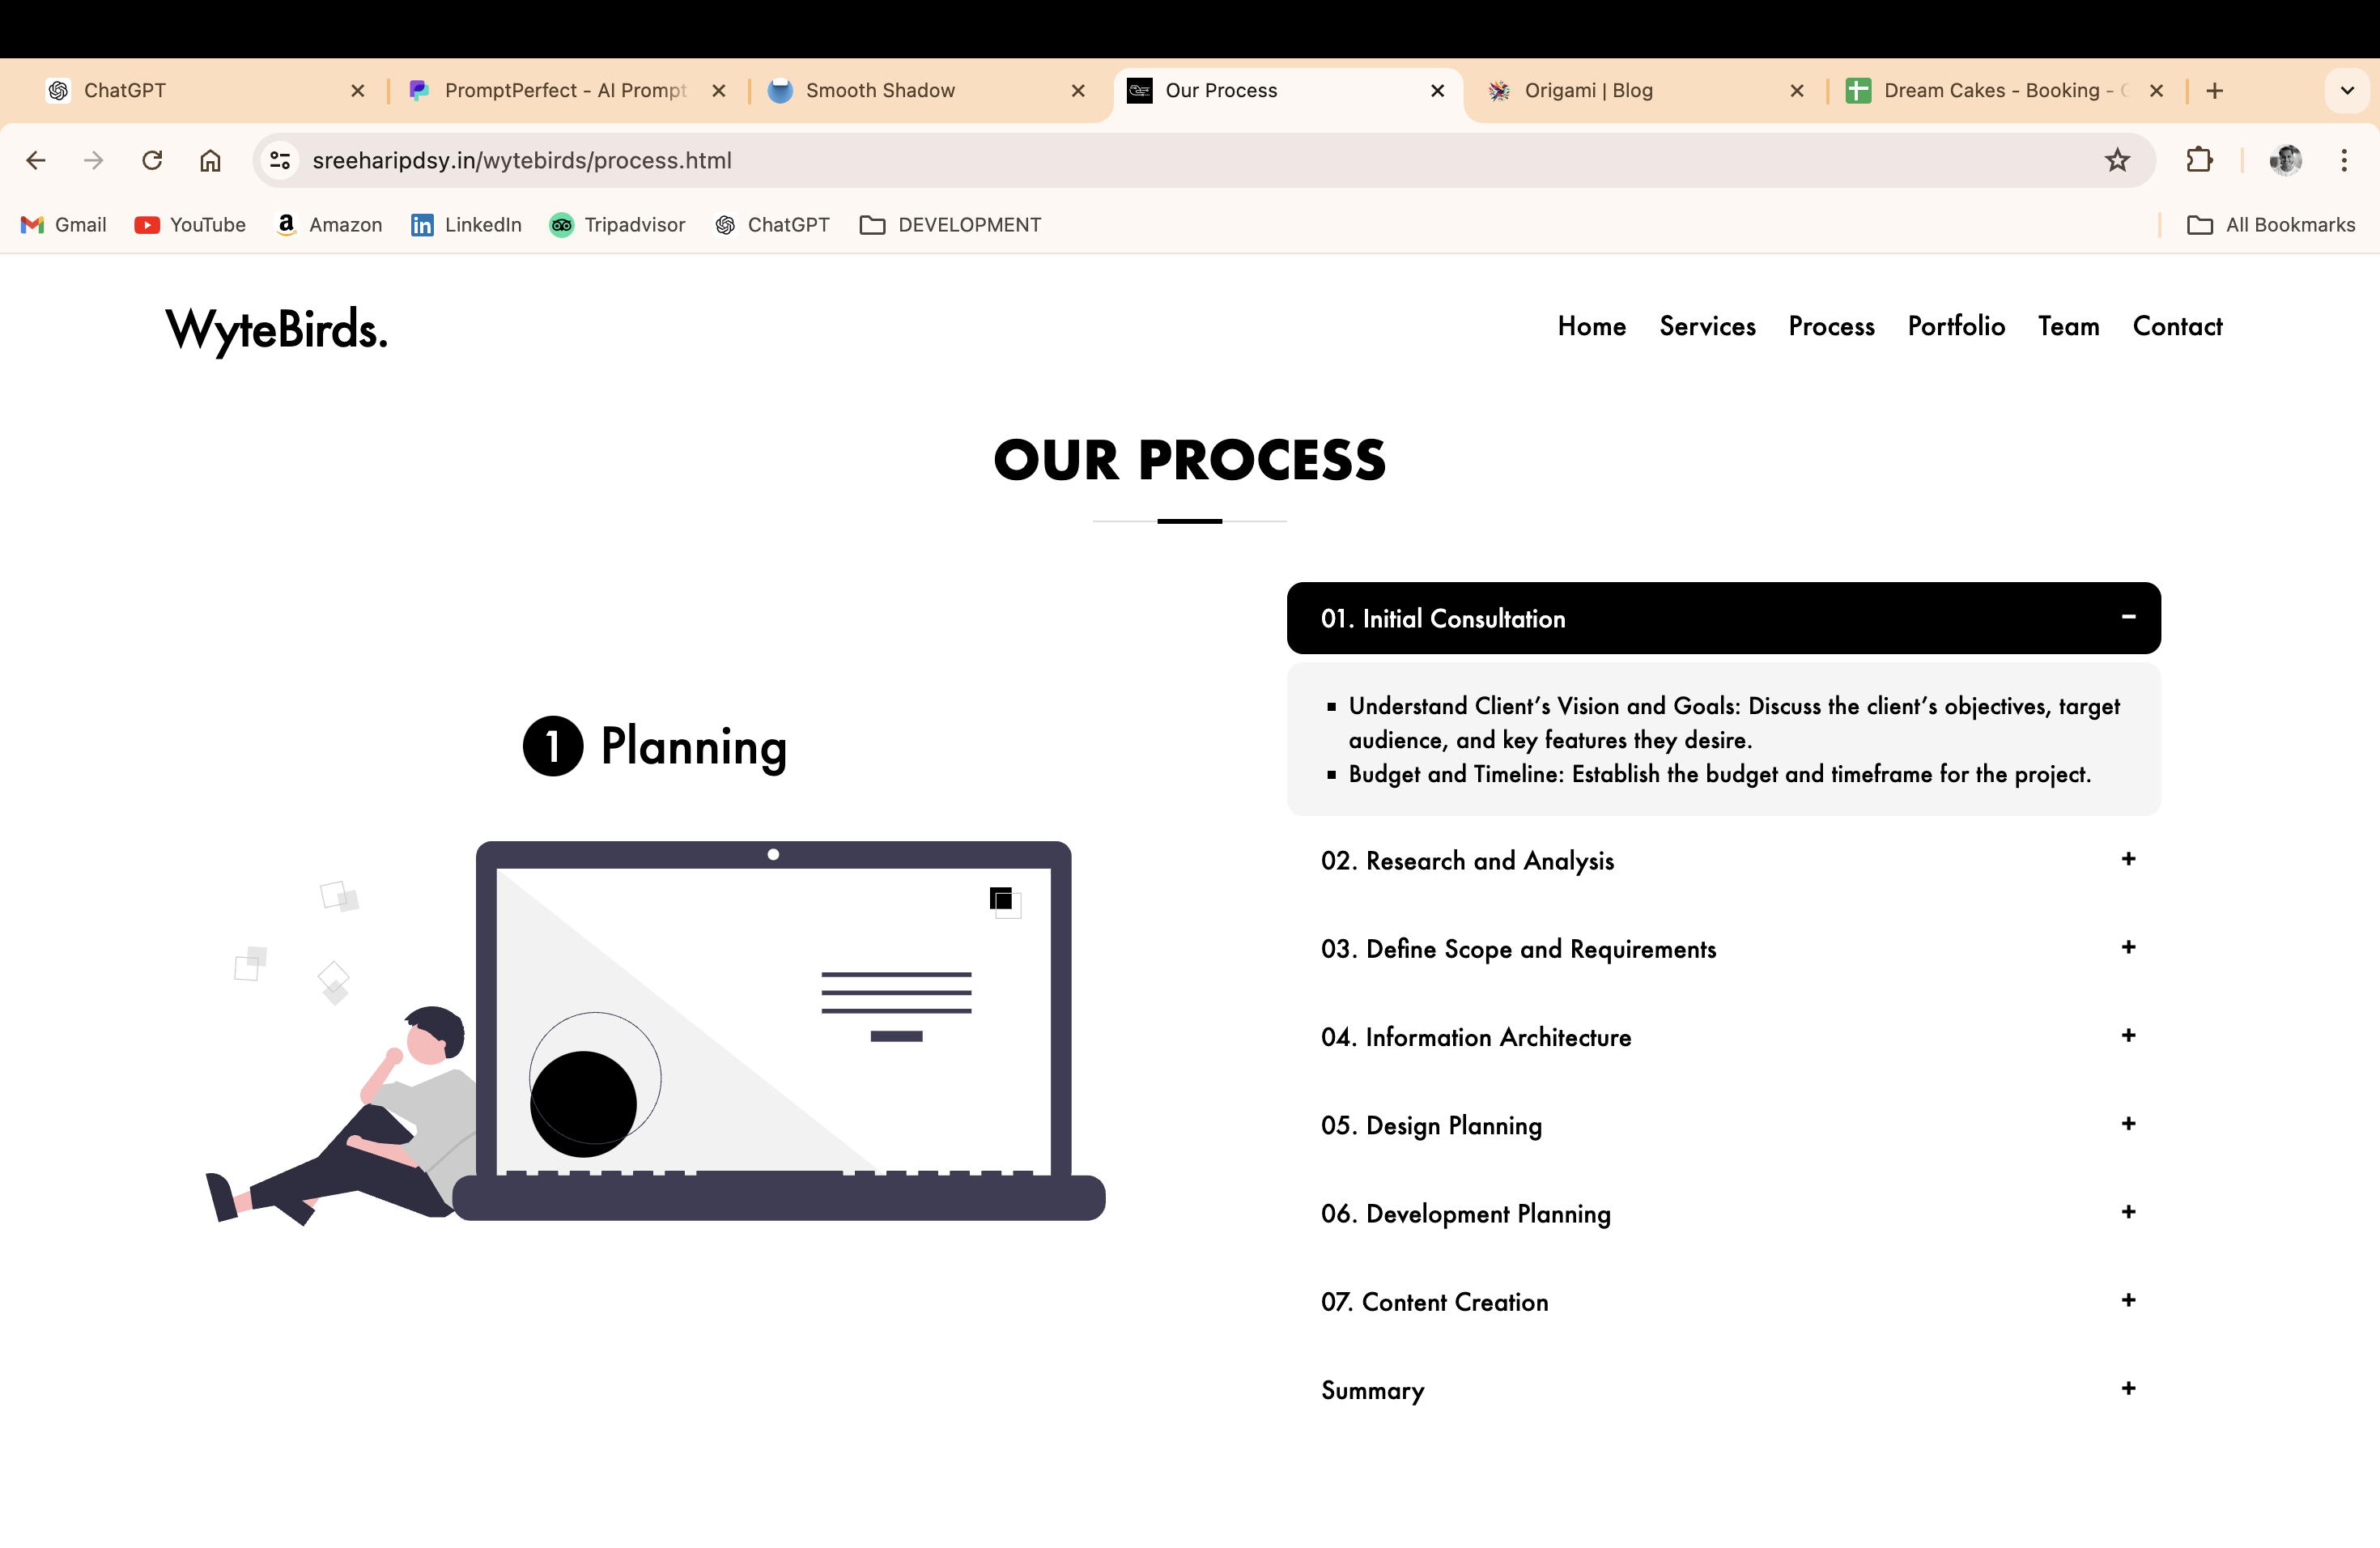 ChatGPT
PromptPerfect - AI Prompt
Smooth Shadow
Our Process
Origami | Blog
Dream Cakes - Booking -
sreeharipdsy.in/wytebirds/process.html
Gmail
YouTube
Amazon
LinkedIn
Tripadvisor
ChatGPT
DEVELOPMENT
All Bookmarks
WyteBirds.
Home
Services
Process
Portfolio
Team
Contact
OUR PROCESS
1 Planning
01. Initial Consultation
Understand Client’s Vision and Goals: Discuss the client’s objectives, target
audience, and key features they desire.
Budget and Timeline: Establish the budget and timeframe for the project.
02. Research and Analysis
03. Define Scope and Requirements
04. Information Architecture
05. Design Planning
06. Development Planning
07. Content Creation
Summary